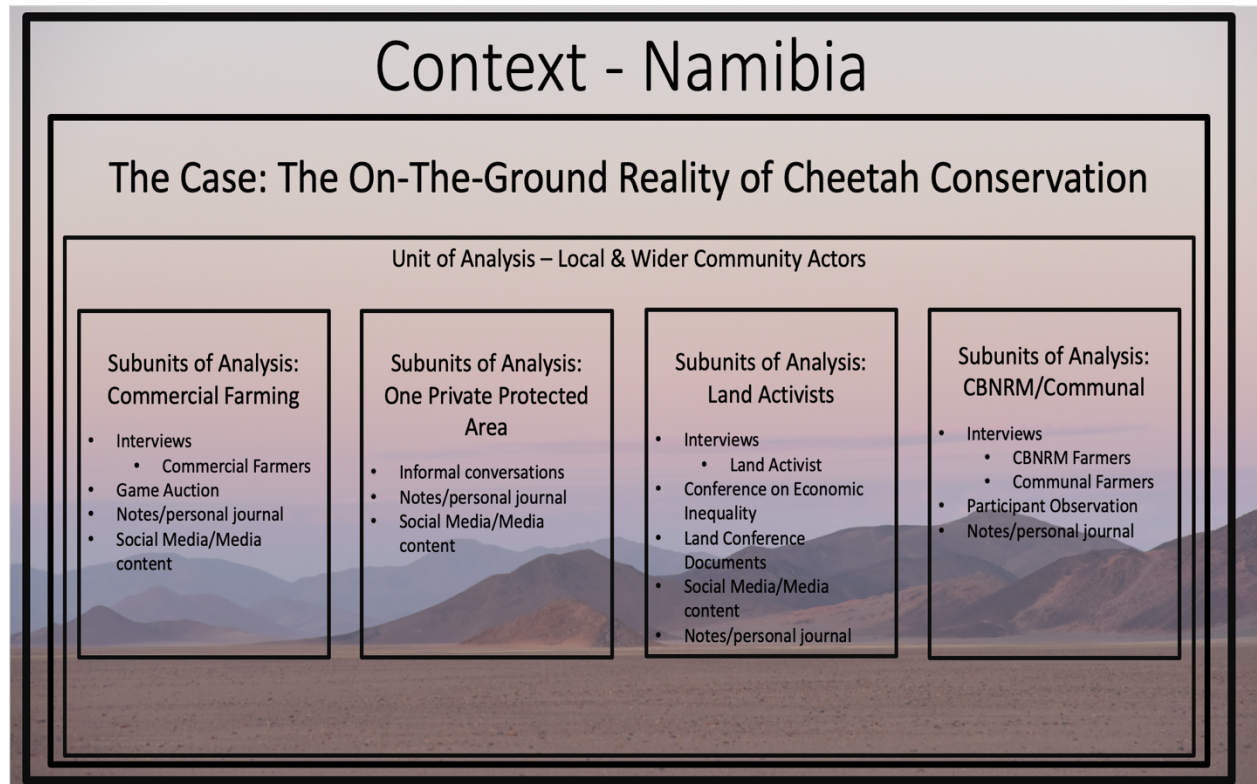 Context - Namibia
The Case: The On-The-Ground Reality of Cheetah Conservation
Unit of Analysis – Local & Wider Community Actors
Subunits of Analysis:
Commercial Farming
• Interviews
• Commercial Farmers
• Game Auction
• Notes/personal journal
• Social Media/Media
content
Subunits of Analysis:
One Private Protected
Area
• Informal conversations
• Notes/personal journal
• Social Media/Media
content
Subunits of Analysis:
Land Activists
• Interviews
• Land Activist
• Conference on Economic
Inequality
• Land Conference
Documents
• Social Media/Media
content
• Notes/personal journal
Subunits of Analysis:
CBNRM/Communal
• Interviews
• CBNRM Farmers
• Communal Farmers
• Participant Observation
• Notes/personal journal